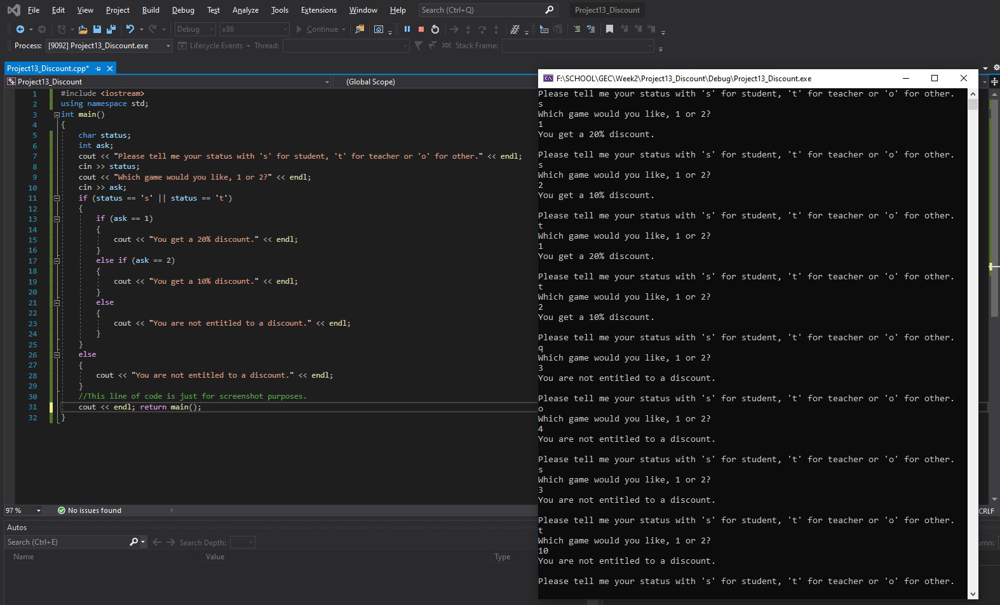 File Edit View Project Build Debug Test Analyze Tools Extensions Window Help Search (Ctrl+Q) Project13_Discount
Debug x86 Continue
Process: [9092] Project13_Discount.exe Lifecycle Events Thread: Stack Frame:
Project13_Discount.cpp*
Project13_Discount (Global Scope)
1 #include <iostream>
2 using namespace std;
3 int main()
4 {
5 char status;
6 int ask;
7 cout << "Please tell me your status with 's' for student, 't' for teacher or 'o' for other." << endl;
8 cin >> status;
9 cout << "Which game would you like, 1 or 2?" << endl;
10 cin >> ask;
11 if (status == 's' || status == 't')
12 {
13 if (ask == 1)
14 {
15 cout << "You get a 20% discount." << endl;
16 }
17 else if (ask == 2)
18 {
19 cout << "You get a 10% discount." << endl;
20 }
21 else
22 {
23 cout << "You are not entitled to a discount." << endl;
24 }
25 }
26 else
27 {
28 cout << "You are not entitled to a discount." << endl;
29 }
30 //This line of code is just for screenshot purposes.
31 cout << endl; return main();
32 }
97 % No issues found
CRLF
Autos
Search (Ctrl+E) Search Depth:
Name Value Type
umn:
F:\SCHOOL\GEC\Week2\Project13_Discount\Debug\Project13_Discount.exe
Please tell me your status with 's' for student, 't' for teacher or 'o' for other.
s
Which game would you like, 1 or 2?
1
You get a 20% discount.
Please tell me your status with 's' for student, 't' for teacher or 'o' for other.
s
Which game would you like, 1 or 2?
2
You get a 10% discount.
Please tell me your status with 's' for student, 't' for teacher or 'o' for other.
t
Which game would you like, 1 or 2?
1
You get a 20% discount.
Please tell me your status with 's' for student, 't' for teacher or 'o' for other.
t
Which game would you like, 1 or 2?
2
You get a 10% discount.
Please tell me your status with 's' for student, 't' for teacher or 'o' for other.
q
Which game would you like, 1 or 2?
3
You are not entitled to a discount.
Please tell me your status with 's' for student, 't' for teacher or 'o' for other.
o
Which game would you like, 1 or 2?
4
You are not entitled to a discount.
Please tell me your status with 's' for student, 't' for teacher or 'o' for other.
s
Which game would you like, 1 or 2?
3
You are not entitled to a discount.
Please tell me your status with 's' for student, 't' for teacher or 'o' for other.
t
Which game would you like, 1 or 2?
10
You are not entitled to a discount.
Please tell me your status with 's' for student, 't' for teacher or 'o' for other.